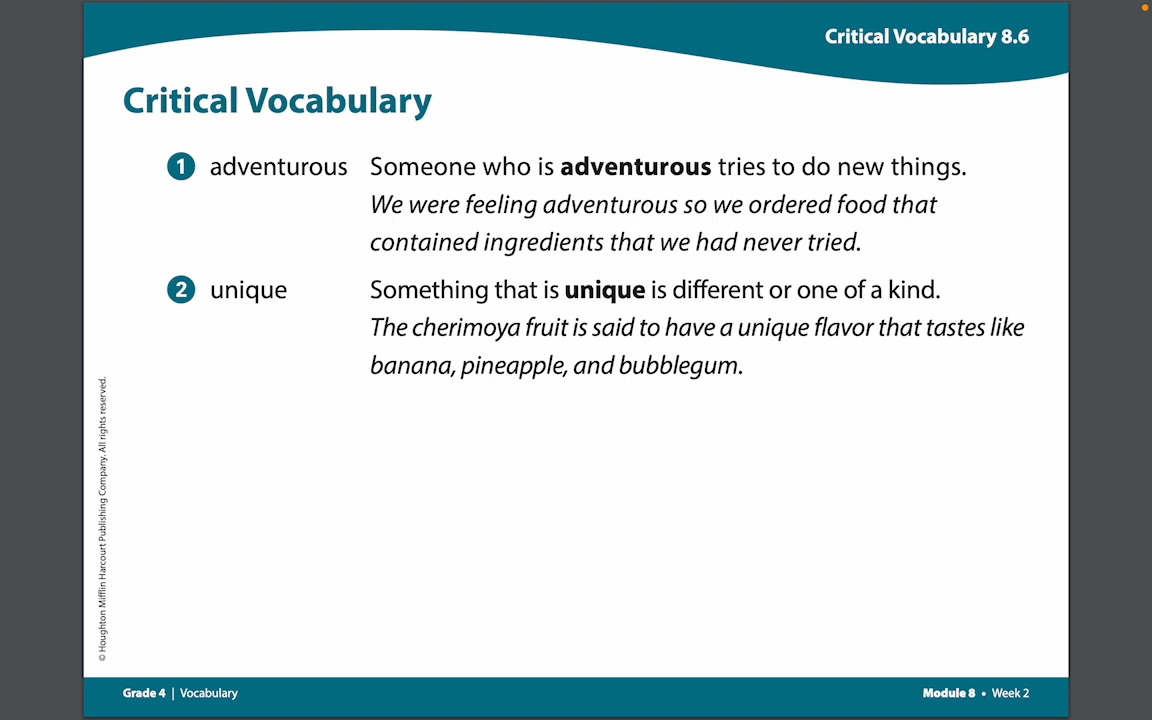 Critical Vocabulary 8.6
Critical Vocabulary
1 adventurous Someone who is adventurous tries to do new things.
We were feeling adventurous so we ordered food that
contained ingredients that we had never tried.
2 unique Something that is unique is different or one of a kind.
The cherimoya fruit is said to have a unique flavor that tastes like
banana, pineapple, and bubblegum.
© Houghton Mifflin Harcourt Publishing Company. All rights reserved.
Grade 4 | Vocabulary
Module 8 • Week 2